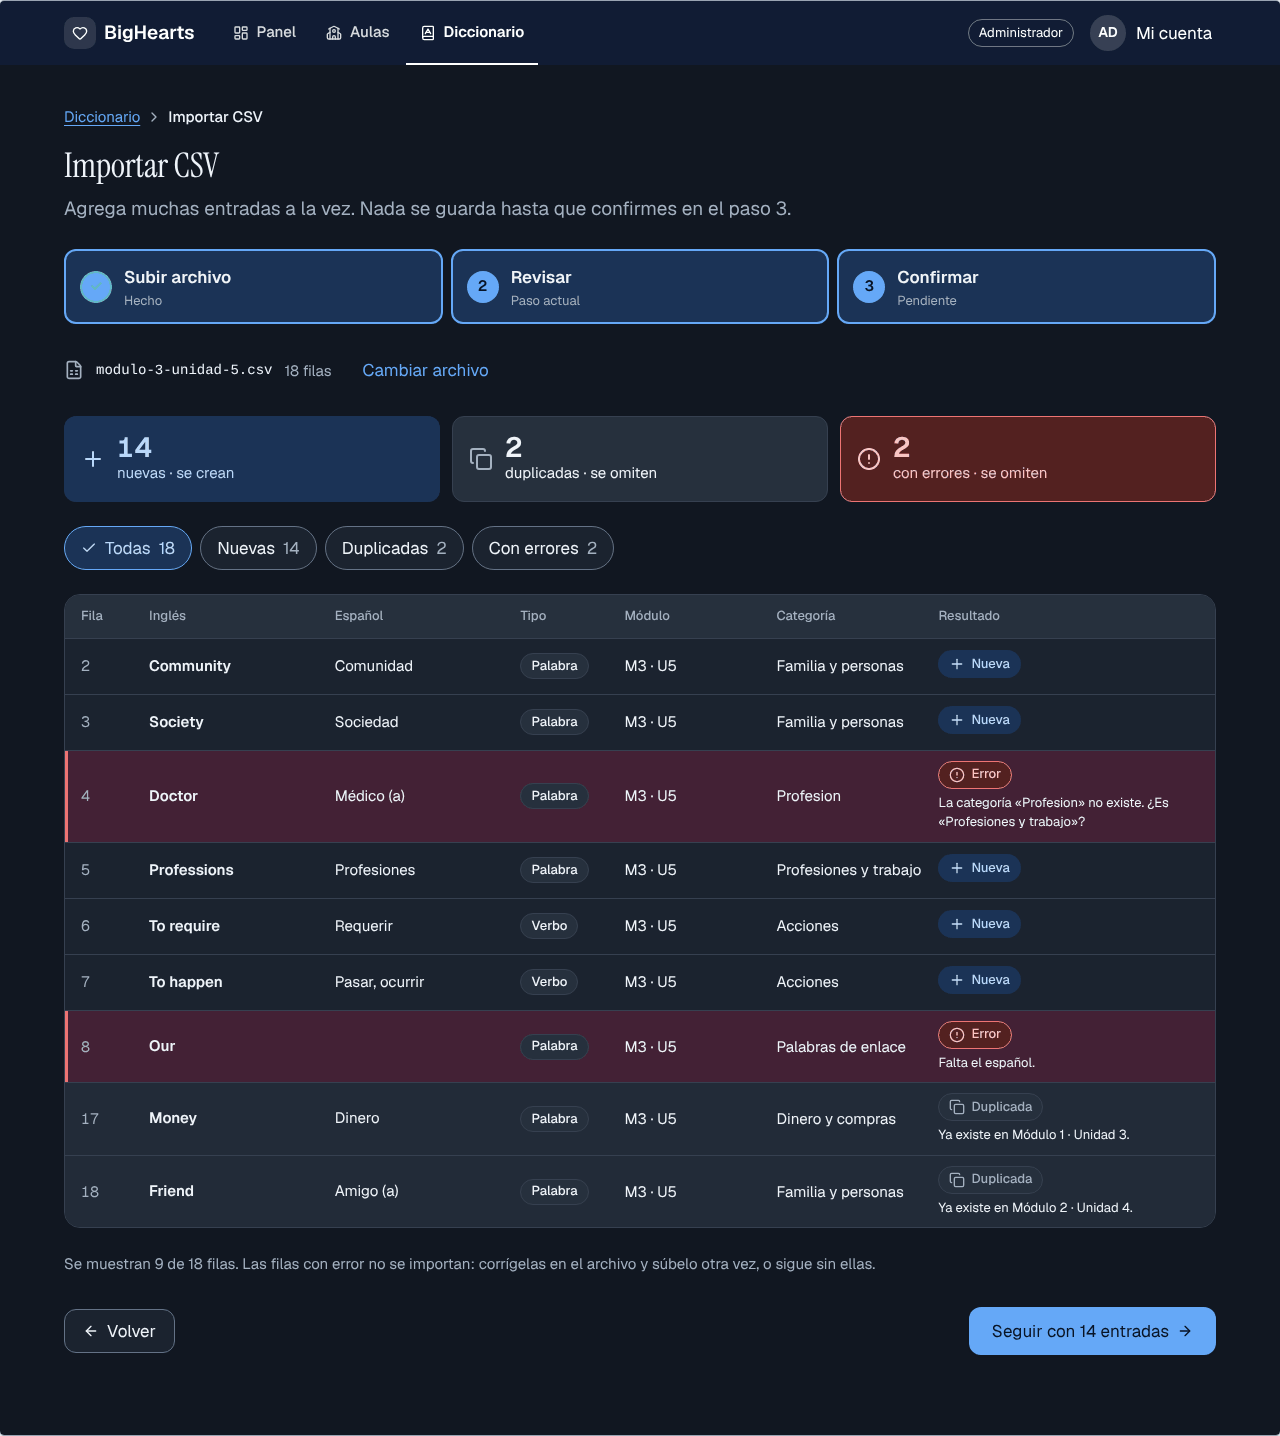 BigHearts
Panel
Aulas
Diccionario
Administrador
AD
Mi cuenta
Diccionario > Importar CSV
Importar CSV
Agrega muchas entradas a la vez. Nada se guarda hasta que confirmes en el paso 3.
Subir archivo
Hecho
2
Revisar
Paso actual
3
Confirmar
Pendiente
modulo-3-unidad-5.csv 18 filas Cambiar archivo
14
nuevas · se crean
2
duplicadas · se omiten
2
con errores · se omiten
Todas 18
Nuevas 14
Duplicadas 2
Con errores 2
Fila Inglés Español Tipo Módulo Categoría Resultado
2 Community Comunidad Palabra M3 · U5 Familia y personas Nueva
3 Society Sociedad Palabra M3 · U5 Familia y personas Nueva
4 Doctor Médico (a) Palabra M3 · U5 Profesion Error
La categoría «Profesion» no existe. ¿Es
«Profesiones y trabajo»?
5 Professions Profesiones Palabra M3 · U5 Profesiones y trabajo Nueva
6 To require Requerir Verbo M3 · U5 Acciones Nueva
7 To happen Pasar, ocurrir Verbo M3 · U5 Acciones Nueva
8 Our Palabra M3 · U5 Palabras de enlace Error
Falta el español.
17 Money Dinero Palabra M3 · U5 Dinero y compras Duplicada
Ya existe en Módulo 1 · Unidad 3.
18 Friend Amigo (a) Palabra M3 · U5 Familia y personas Duplicada
Ya existe en Módulo 2 · Unidad 4.
Se muestran 9 de 18 filas. Las filas con error no se importan: corrígelas en el archivo y súbelo otra vez, o sigue sin ellas.
Volver
Seguir con 14 entradas